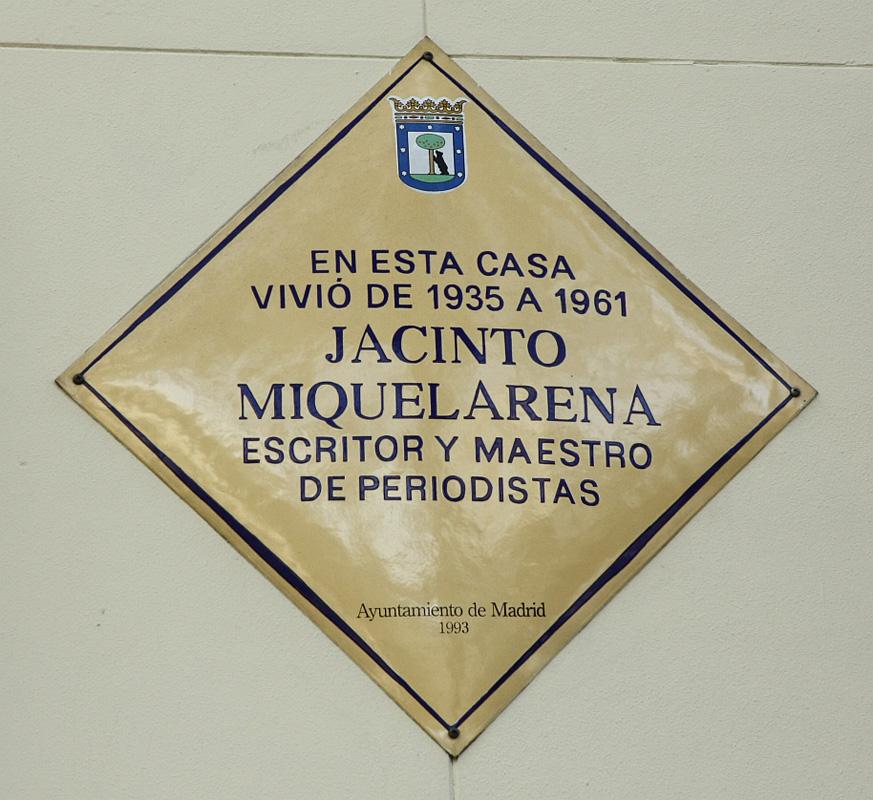 EN ESTA CASA
VIVIÓ DE 1935 A 1961
JACINTO
MIQUELARENA
ESCRITOR Y MAESTRO
DE PERIODISTAS
Ayuntamiento de Madrid
1993